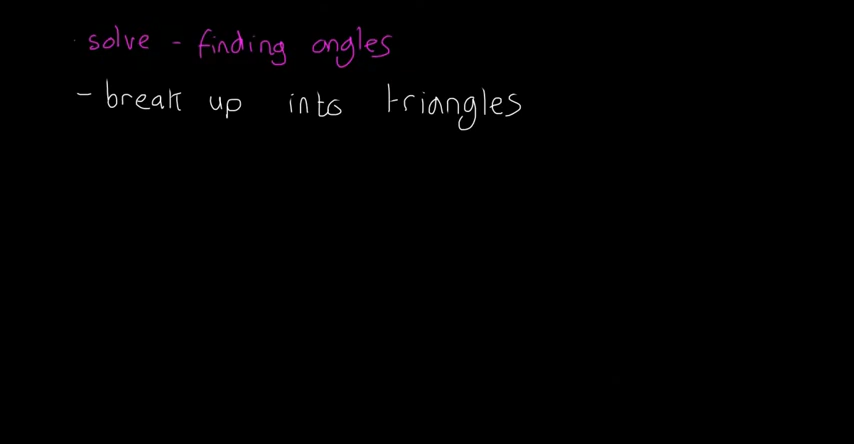 solve - finding angles
- break up into triangles